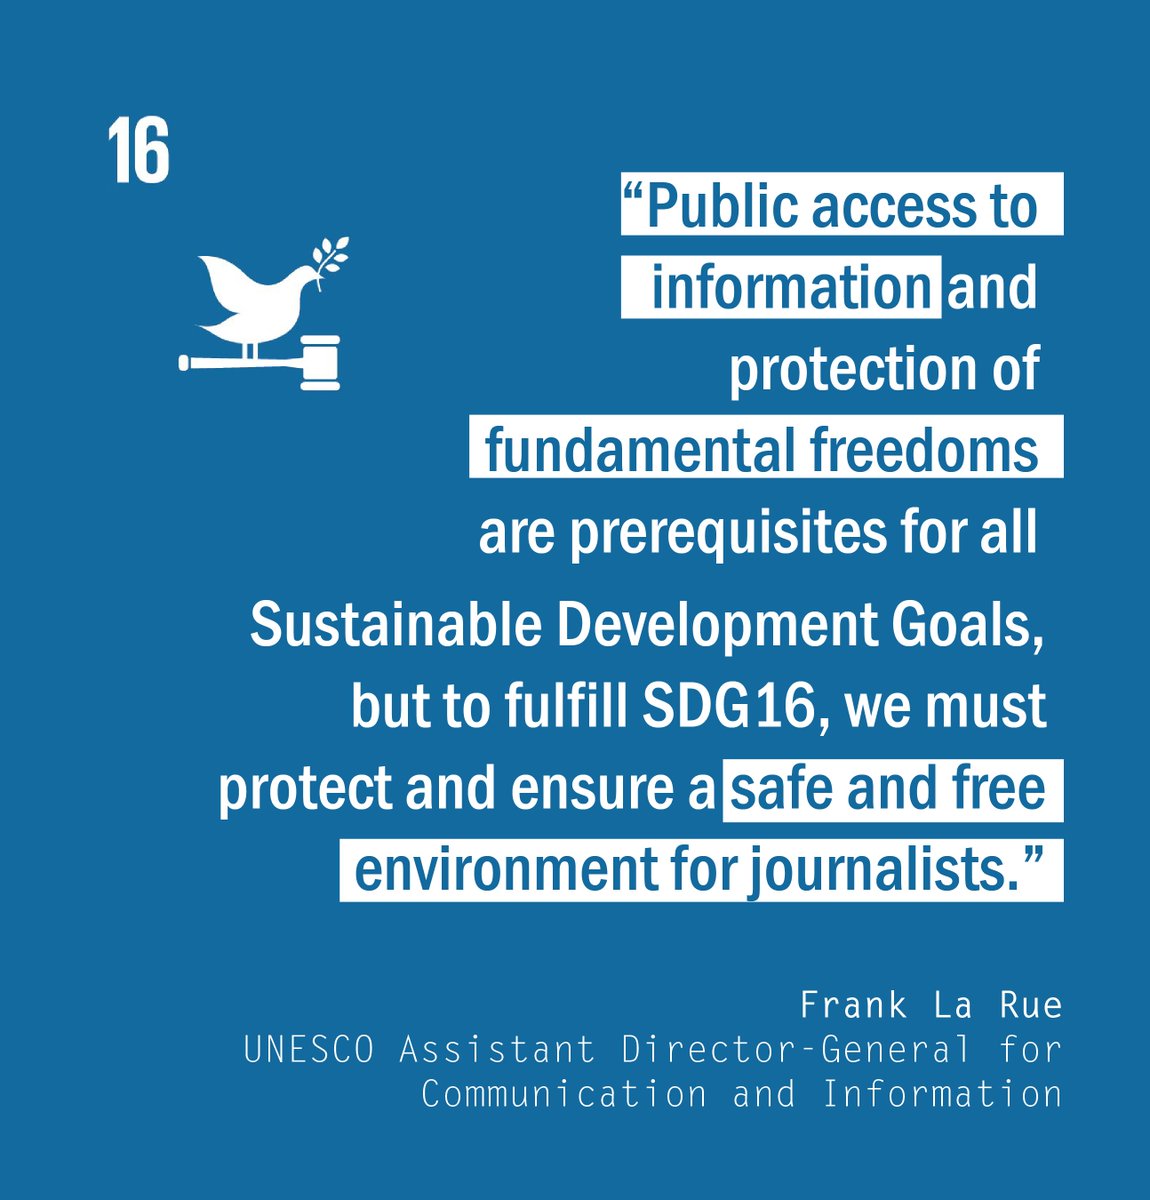 16
“Public access to
information and
protection of
fundamental freedoms
are prerequisites for all
Sustainable Development Goals,
but to fulfill SDG16, we must
protect and ensure a safe and free
environment for journalists.”
Frank La Rue
UNESCO Assistant Director-General for
Communication and Information